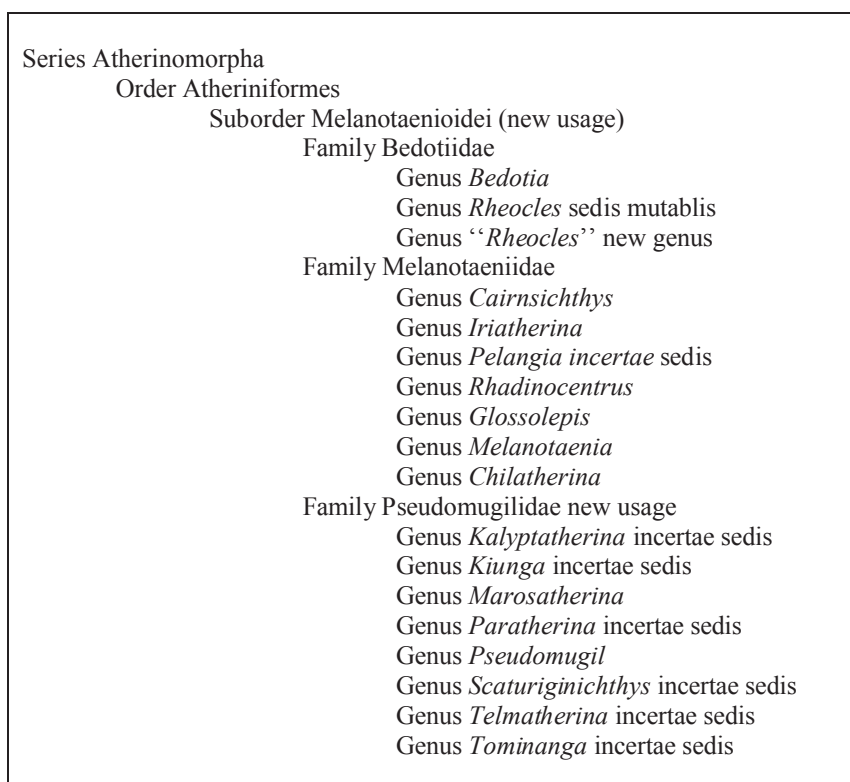 Series Atherinomorpha
Order Atheriniformes
Suborder Melanotaenioidei (new usage)
Family Bedotiidae
Genus Bedotia
Genus Rheocles sedis mutablis
Genus ‘‘Rheocles’’ new genus
Family Melanotaeniidae
Genus Cairnsichthys
Genus Iriatherina
Genus Pelangia incertae sedis
Genus Rhadinocentrus
Genus Glossolepis
Genus Melanotaenia
Genus Chilatherina
Family Pseudomugilidae new usage
Genus Kalyptatherina incertae sedis
Genus Kiunga incertae sedis
Genus Marosatherina
Genus Paratherina incertae sedis
Genus Pseudomugil
Genus Scaturiginichthys incertae sedis
Genus Telmatherina incertae sedis
Genus Tominanga incertae sedis